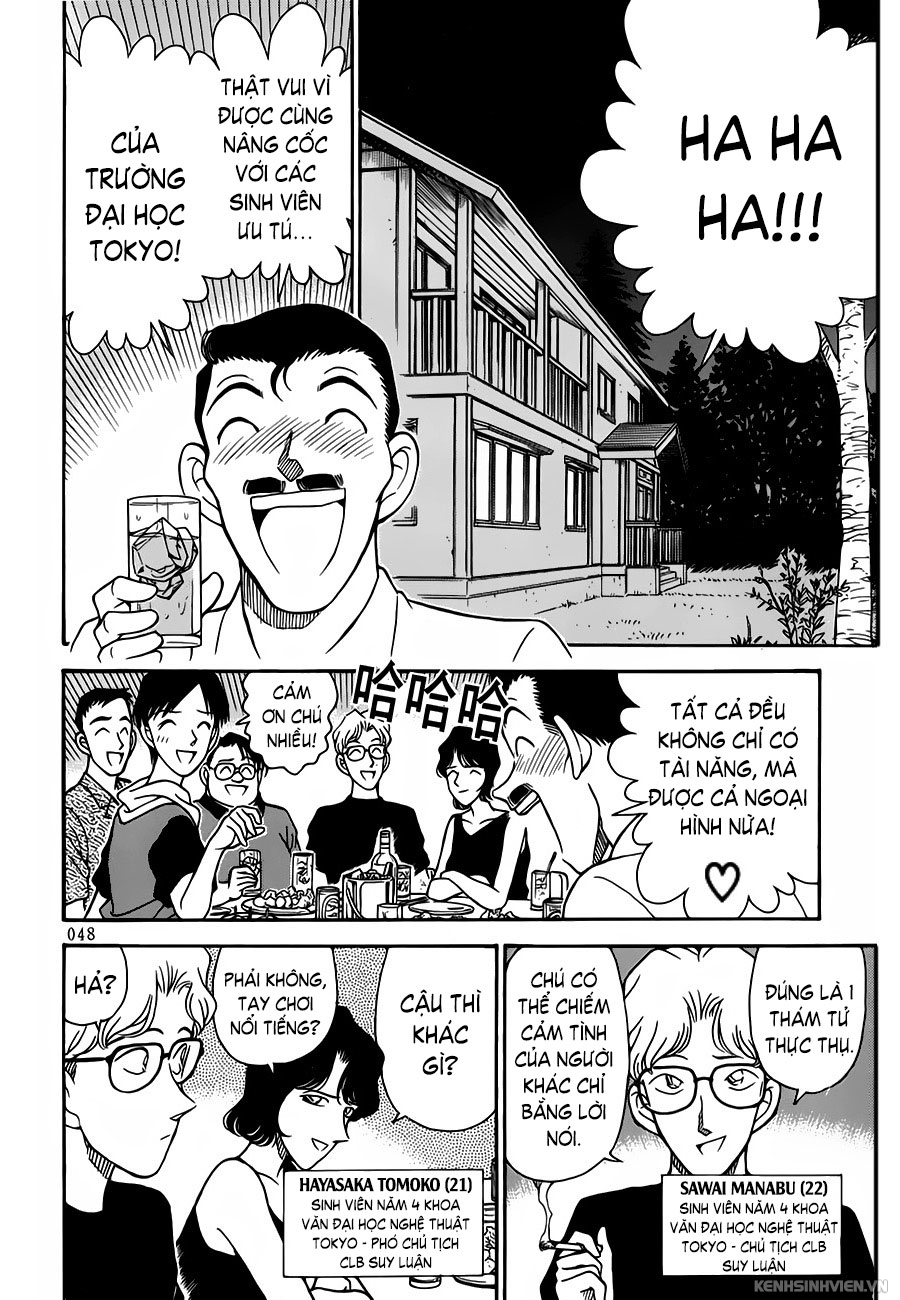 HA HA
HA!!!
THẬT VUI VÌ
ĐƯỢC CÙNG
NÂNG CỐC
VỚI CÁC
SINH VIÊN
ƯU TÚ...
CỦA
TRƯỜNG
ĐẠI HỌC
TOKYO!
TẤT CẢ ĐỀU
KHÔNG CHỈ CÓ
TÀI NĂNG, MÀ
ĐƯỢC CẢ NGOẠI
HÌNH NỮA!
哈哈哈
CẢM
ƠN CHÚ
NHIỀU!
048
ĐÚNG LÀ 1
THÁM TỬ
THỰC THỤ.
CHÚ CÓ
THỂ CHIẾM
CẢM TÌNH
CỦA NGƯỜI
KHÁC CHỈ
BẰNG LỜI
NÓI.
SAWAI MANABU (22)
SINH VIÊN NĂM 4 KHOA
VĂN ĐẠI HỌC NGHỆ THUẬT
TOKYO - CHỦ TỊCH CLB
SUY LUẬN
CẬU THÌ
KHÁC
GÌ?
PHẢI KHÔNG,
TAY CHƠI
NỔI TIẾNG?
HẢ?
HAYASAKA TOMOKO (21)
SINH VIÊN NĂM 4 KHOA
VĂN ĐẠI HỌC NGHỆ THUẬT
TOKYO - PHÓ CHỦ TỊCH
CLB SUY LUẬN
KENHSINHVIEN.VN